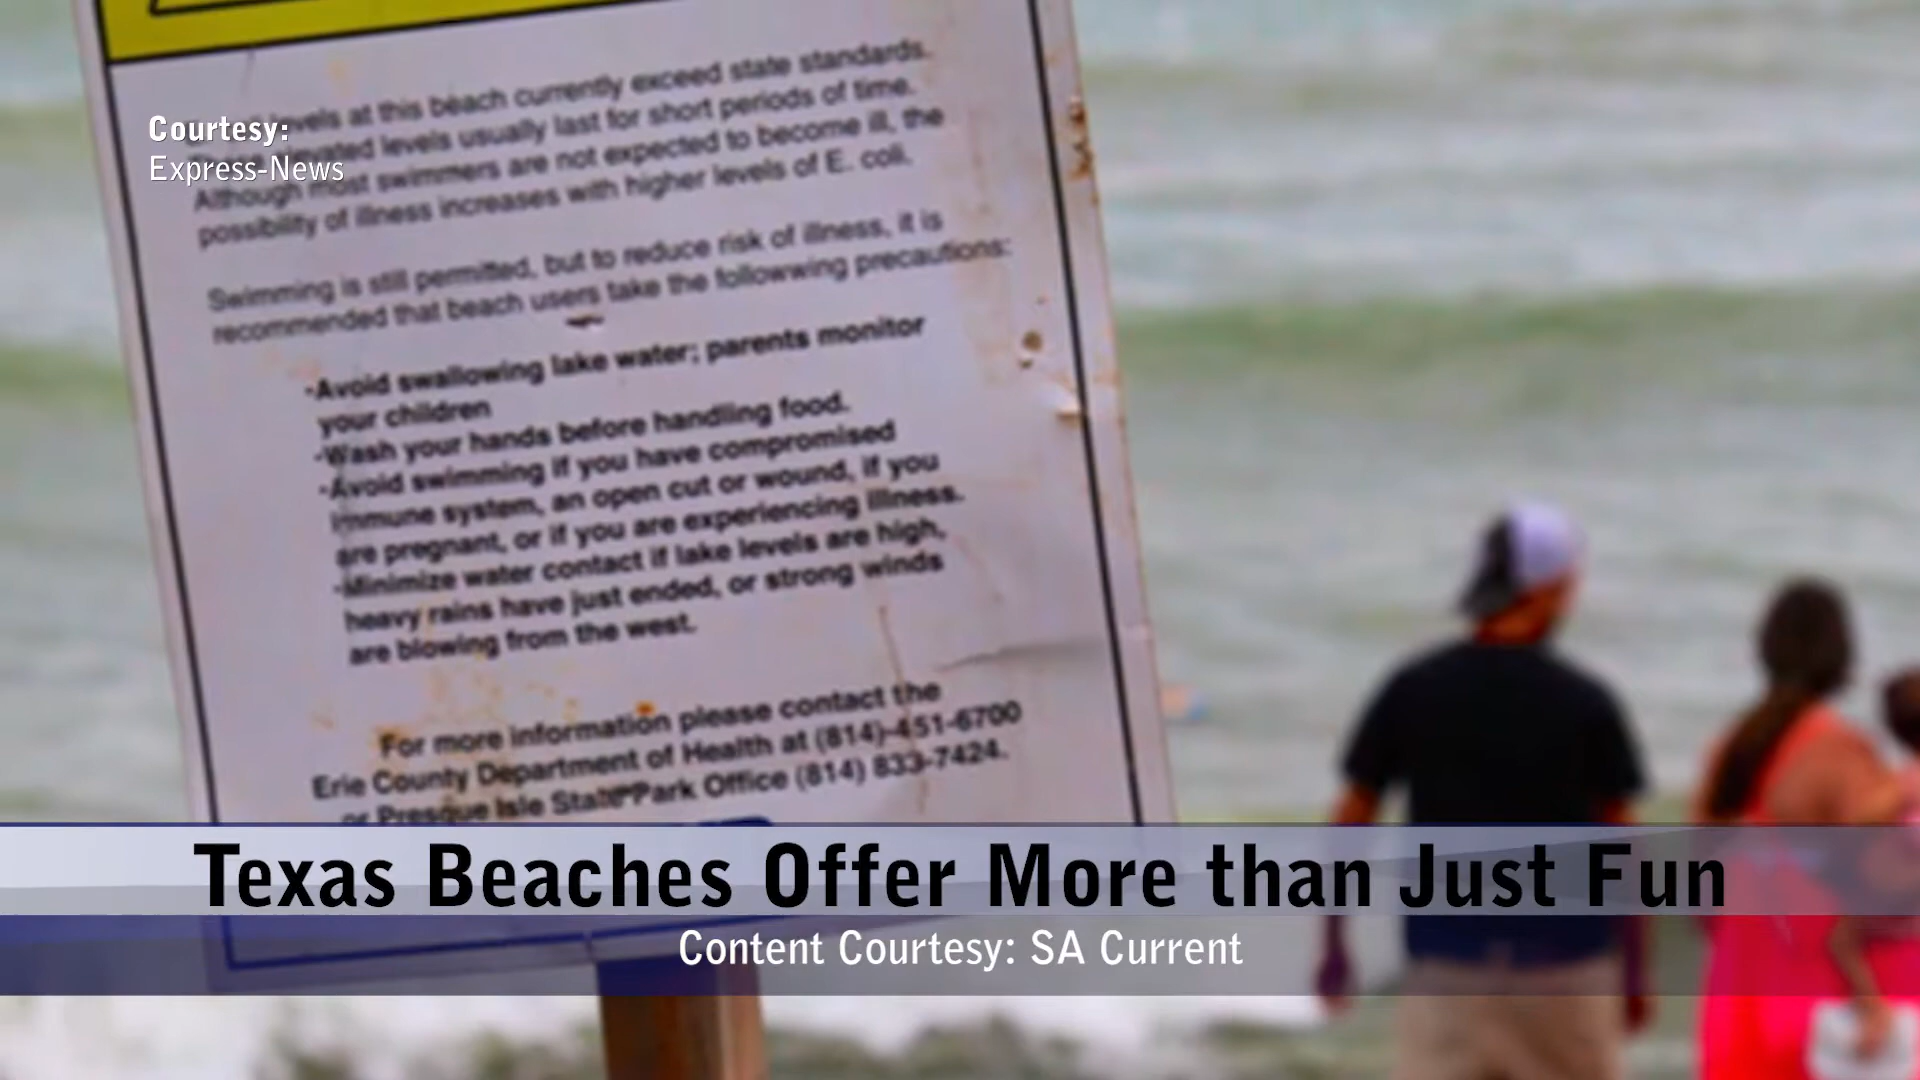 Courtesy:
Express-News
levels at this beach currently exceed state standards.
elevated levels usually last for short periods of time.
Although most swimmers are not expected to become ill, the
possibility of illness increases with higher levels of E. coli.
Swimming is still permitted, but to reduce risk of illness, it is
recommended that beach users take the followwing precautions:
-Avoid swallowing lake water; parents monitor
your children
-Wash your hands before handling food.
-Avoid swimming if you have compromised
immune system, an open cut or wound, if you
are pregnant, or if you are experiencing illness.
-Minimize water contact if lake levels are high,
heavy rains have just ended, or strong winds
are blowing from the west.
For more information please contact the
Erie County Department of Health at (814)-451-6700
or Presque Isle State Park Office (814) 833-7424.
Texas Beaches Offer More than Just Fun
Content Courtesy: SA Current